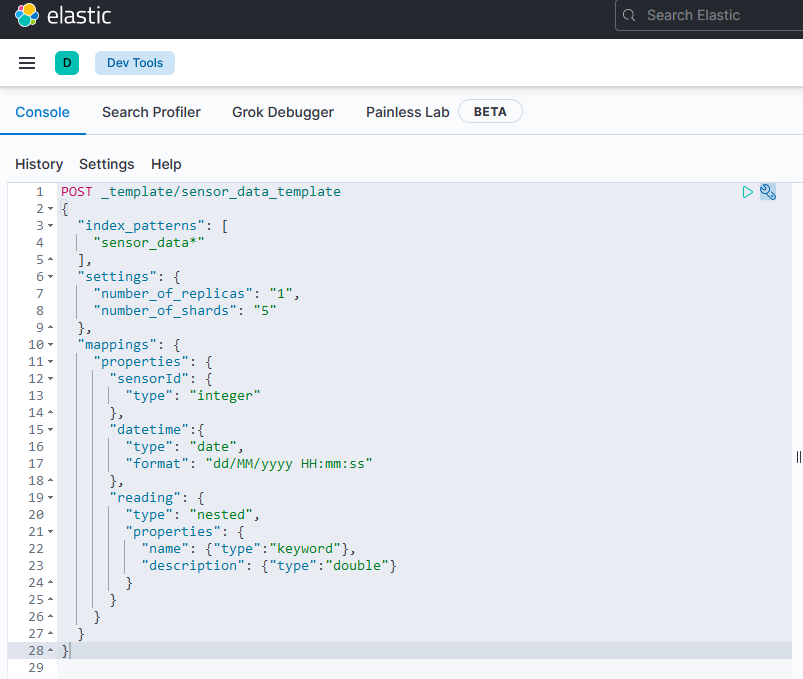 elastic
Search Elastic
D
Dev Tools
Console Search Profiler Grok Debugger Painless Lab BETA
History Settings Help
1 POST _template/sensor_data_template
2 {
3 "index_patterns": [
4 "sensor_data*"
5 ],
6 "settings": {
7 "number_of_replicas": "1",
8 "number_of_shards": "5"
9 },
10 "mappings": {
11 "properties": {
12 "sensorId": {
13 "type": "integer"
14 },
15 "datetime":{
16 "type": "date",
17 "format": "dd/MM/yyyy HH:mm:ss"
18 },
19 "reading": {
20 "type": "nested",
21 "properties": {
22 "name": {"type":"keyword"},
23 "description": {"type":"double"}
24 }
25 }
26 }
27 }
28 }
29